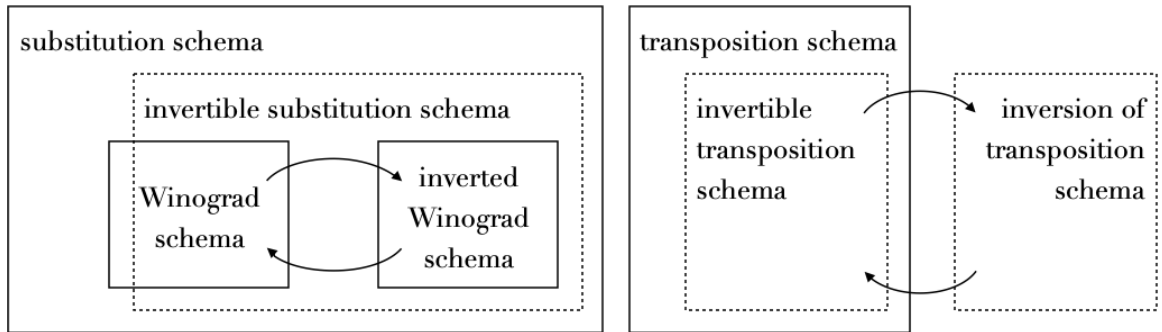 substitution schema
invertible substitution schema
Winograd
schema
inverted
Winograd
schema
transposition schema
invertible
transposition
schema
inversion of
transposition
schema